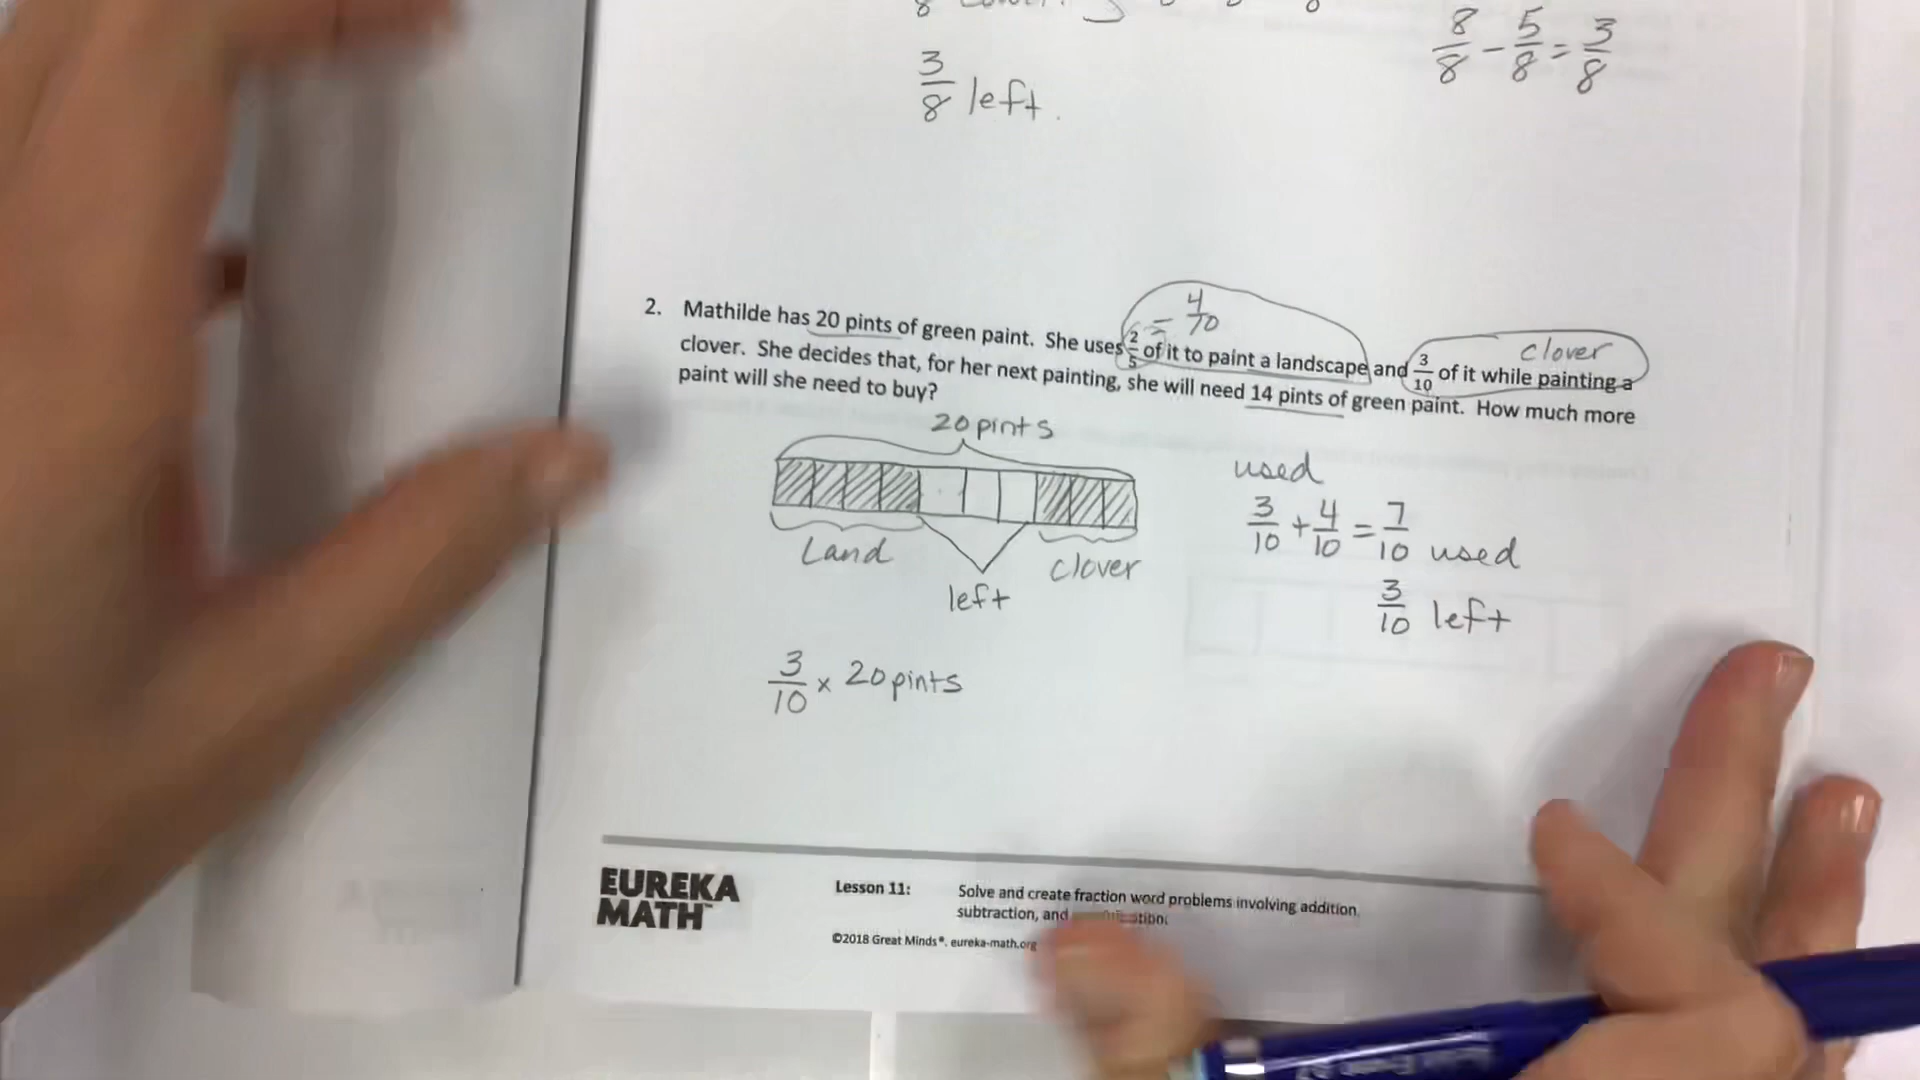 3/8 left.
8/8 - 5/8 = 3/8
2. Mathilde has 20 pints of green paint. She uses 2/5 of it to paint a landscape and 3/10 of it while painting a
clover. She decides that, for her next painting, she will need 14 pints of green paint. How much more
paint will she need to buy?
= 4/10
clover
20 pints
Land
left
clover
used
3/10 + 4/10 = 7/10 used
3/10 left
3/10 x 20 pints
EUREKA
MATH™
Lesson 11:
Solve and create fraction word problems involving addition,
subtraction, and
©2018 Great Minds®. eureka-math.org